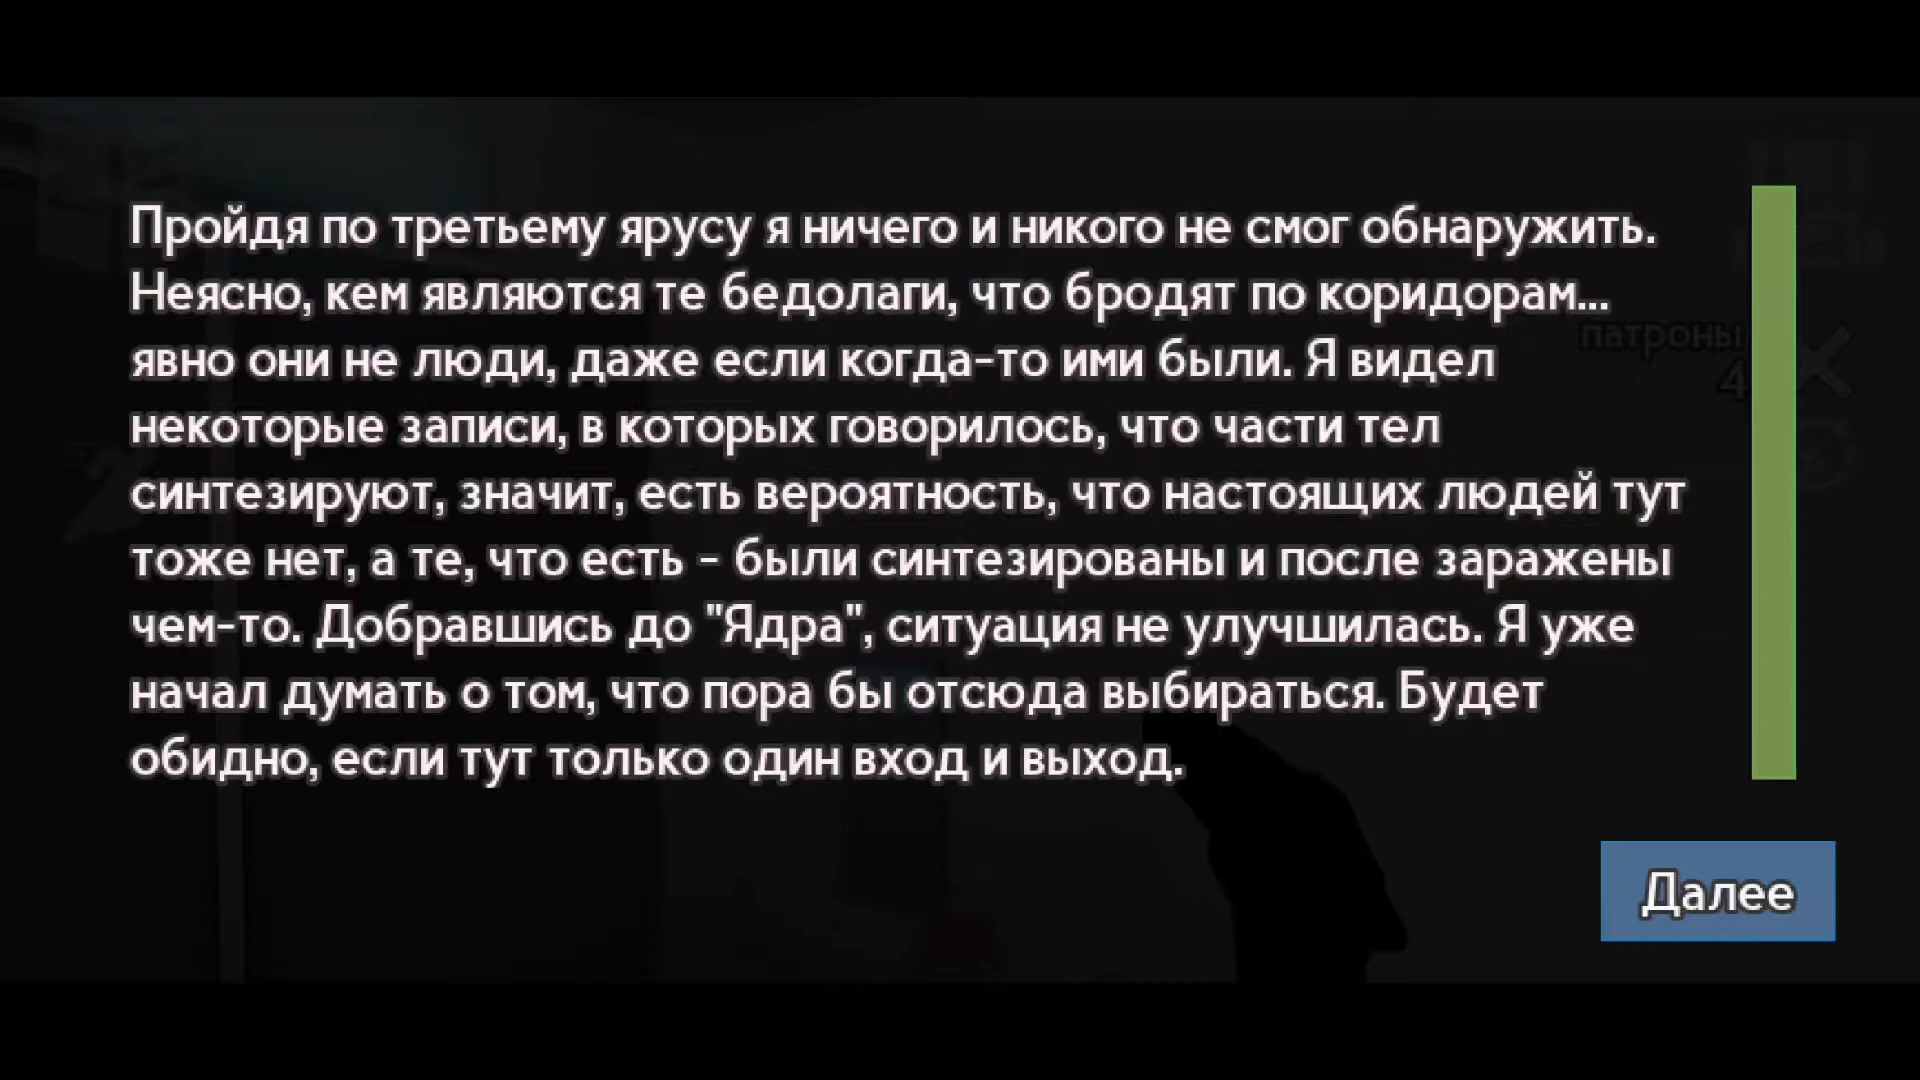 Пройдя по третьему ярусу я ничего и никого не смог обнаружить.
Неясно, кем являются те бедолаги, что бродят по коридорам...
явно они не люди, даже если когда-то ими были. Я видел
некоторые записи, в которых говорилось, что части тел
синтезируют, значит, есть вероятность, что настоящих людей тут
тоже нет, а те, что есть - были синтезированы и после заражены
чем-то. Добравшись до "Ядра", ситуация не улучшилась. Я уже
начал думать о том, что пора бы отсюда выбираться. Будет
обидно, если тут только один вход и выход.
патроны
4
Далее